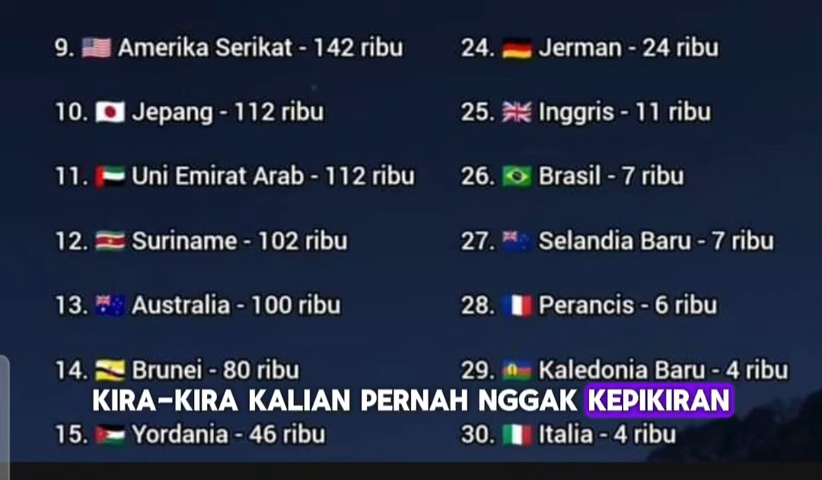 9. Amerika Serikat - 142 ribu
10. Jepang - 112 ribu
11. Uni Emirat Arab - 112 ribu
12. Suriname - 102 ribu
13. Australia - 100 ribu
14. Brunei - 80 ribu
15. Yordania - 46 ribu
24. Jerman - 24 ribu
25. Inggris - 11 ribu
26. Brasil - 7 ribu
27. Selandia Baru - 7 ribu
28. Perancis - 6 ribu
29. Kaledonia Baru - 4 ribu
30. Italia - 4 ribu
KIRA-KIRA KALIAN PERNAH NGGAK KEPIKIRAN